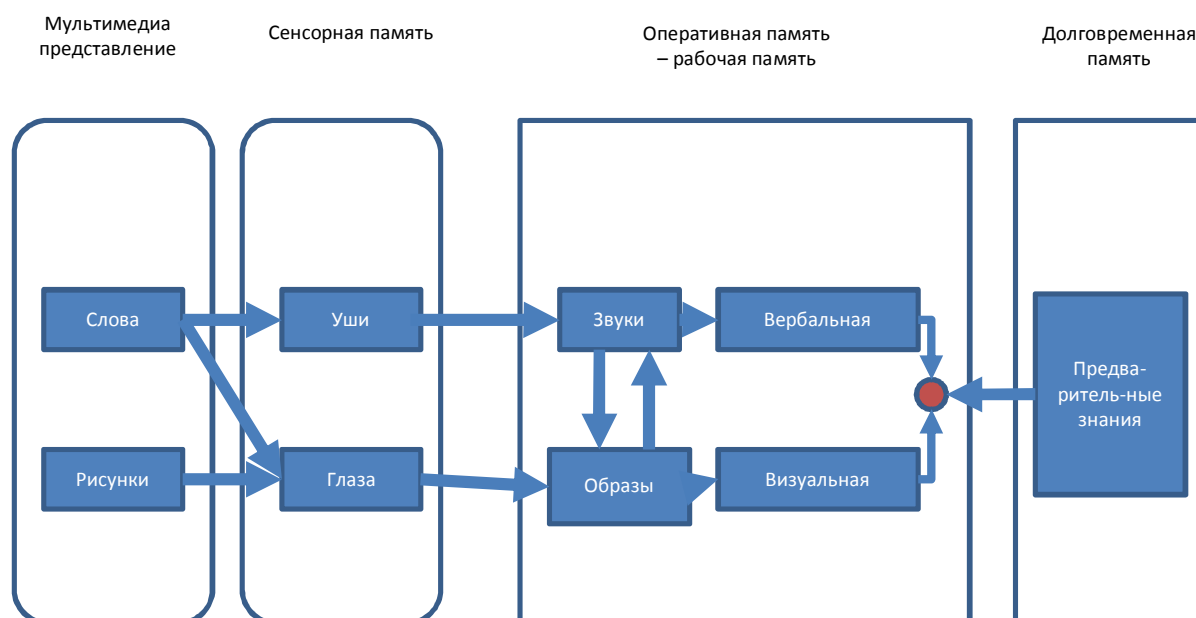 Мультимедиа
представление
Сенсорная память
Оперативная память
– рабочая память
Долговременная
память
Слова
Уши
Звуки
Вербальная
Предва-
ритель-ные
знания
Рисунки
Глаза
Образы
Визуальная